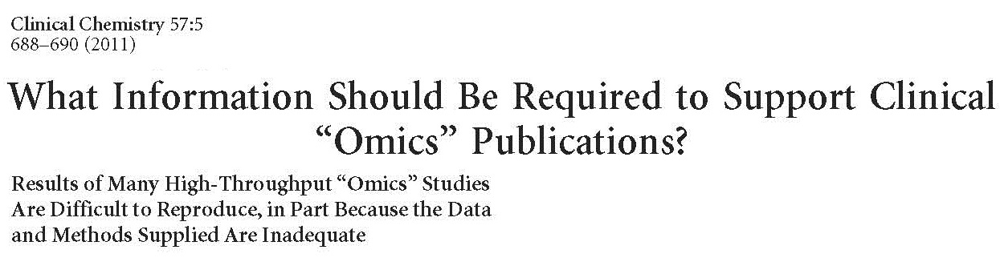 Clinical Chemistry 57:5
688–690 (2011)
What Information Should Be Required to Support Clinical
“Omics” Publications?
Results of Many High-Throughput “Omics” Studies
Are Difficult to Reproduce, in Part Because the Data
and Methods Supplied Are Inadequate